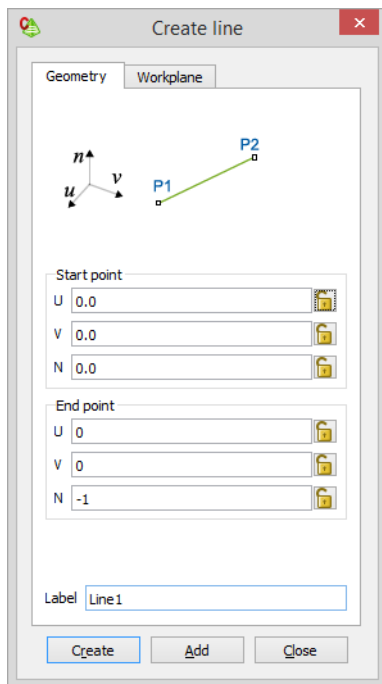 Create line
Geometry Workplane
n
v
u
P1
P2
Start point
U 0.0
V 0.0
N 0.0
End point
U 0
V 0
N -1
Label Line1
Create Add Close